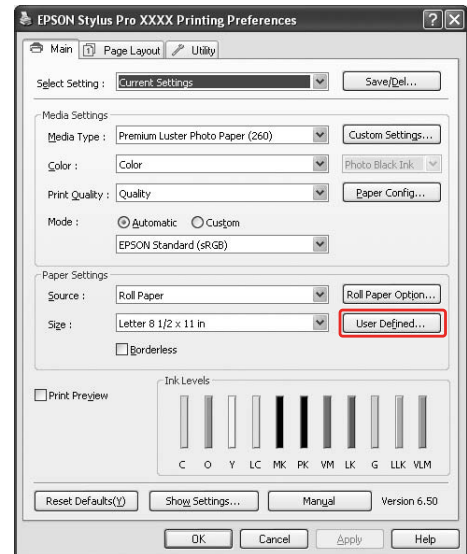 EPSON Stylus Pro XXXX Printing Preferences
Main Page Layout Utility
Select Setting : Current Settings Save/Del...
Media Settings
Media Type : Premium Luster Photo Paper (260) Custom Settings...
Color : Color Photo Black Ink
Print Quality : Quality Paper Config...
Mode : Automatic Custom
EPSON Standard (sRGB)
Paper Settings
Source : Roll Paper Roll Paper Option...
Size : Letter 8 1/2 x 11 in User Defined...
Borderless
Print Preview
Ink Levels
C O Y LC MK PK VM LK G LLK VLM
Reset Defaults(Y) Show Settings... Manual Version 6.50
OK Cancel Apply Help